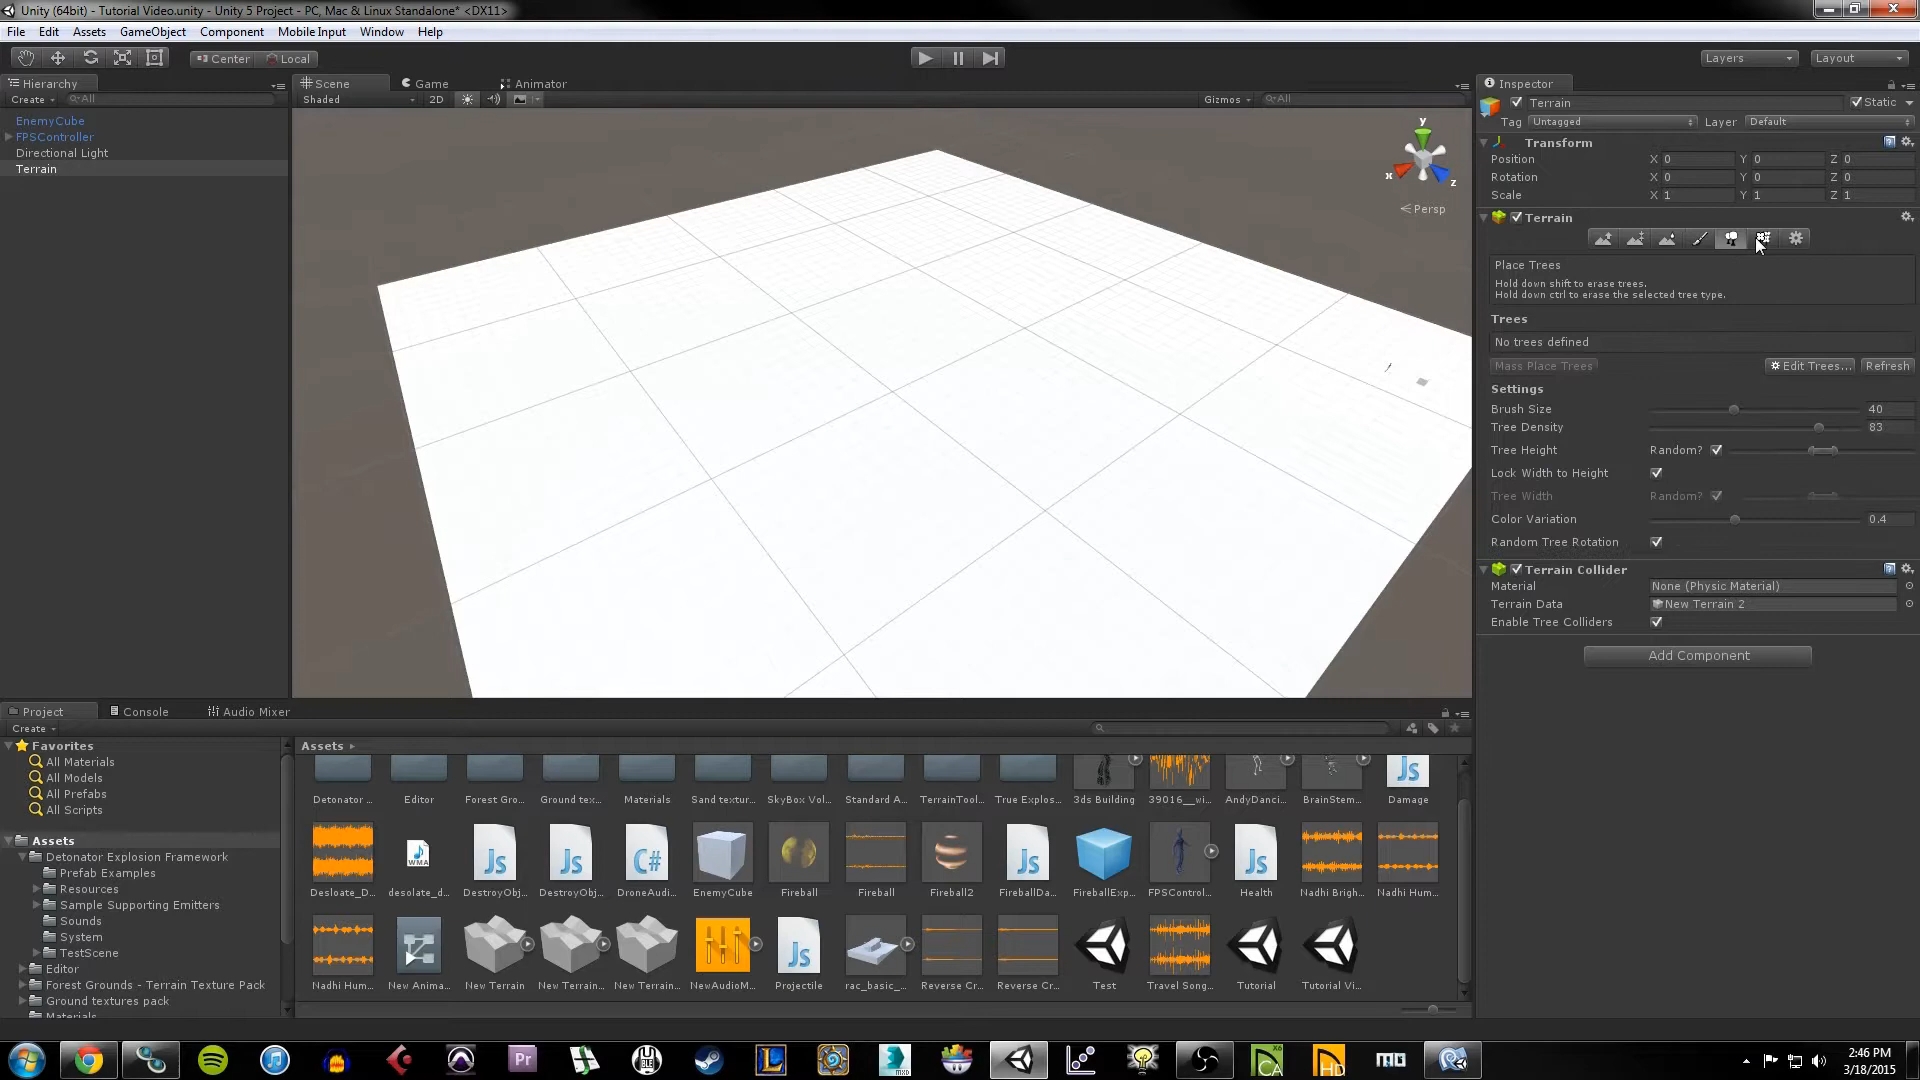 Unity (64bit) - Tutorial Video.unity - Unity 5 Project - PC, Mac & Linux Standalone* <DX11>
File Edit Assets GameObject Component Mobile Input Window Help
Center Local Layers Layout
Hierarchy
Create All
EnemyCube
FPSController
Directional Light
Terrain
Scene Game Animator
Shaded 2D Gizmos All
y
x
z
Persp
Inspector
Terrain Static
Tag Untagged Layer Default
Transform
Position X 0 Y 0 Z 0
Rotation X 0 Y 0 Z 0
Scale X 1 Y 1 Z 1
Terrain
Place Trees
Hold down shift to erase trees.
Hold down ctrl to erase the selected tree type.
Trees
No trees defined
Mass Place Trees Edit Trees... Refresh
Settings
Brush Size 40
Tree Density 83
Tree Height Random?
Lock Width to Height
Tree Width Random?
Color Variation 0.4
Random Tree Rotation
Terrain Collider
Material None (Physic Material)
Terrain Data New Terrain 2
Enable Tree Colliders
Add Component
Project Console Audio Mixer
Create
Favorites
All Materials
All Models
All Prefabs
All Scripts
Assets
Detonator Explosion Framework
Prefab Examples
Resources
Sample Supporting Emitters
Sounds
System
TestScene
Editor
Forest Grounds - Terrain Texture Pack
Ground textures pack
Materials
Assets
Js
Detonator ... Editor Forest Gro... Ground tex... Materials Sand textur... SkyBox Vol... Standard A... TerrainTool... True Explos... 3ds Building 39016__wi... AndyDanci... BrainStem... Damage
WMA Js Js C# Js Js
Desloate_D... desolate_d... DestroyObj... DestroyObj... DroneAudi... EnemyCube Fireball Fireball Fireball2 FireballDa... FireballExp... FPSControl... Health Nadhi Brigh... Nadhi Hum...
Js
Nadhi Hum... New Anima... New Terrain New Terrain... New Terrain... NewAudioM... Projectile rac_basic_... Reverse Cr... Reverse Cr... Test Travel Song... Tutorial Tutorial Vi...
Pr
2:46 PM
3/18/2015